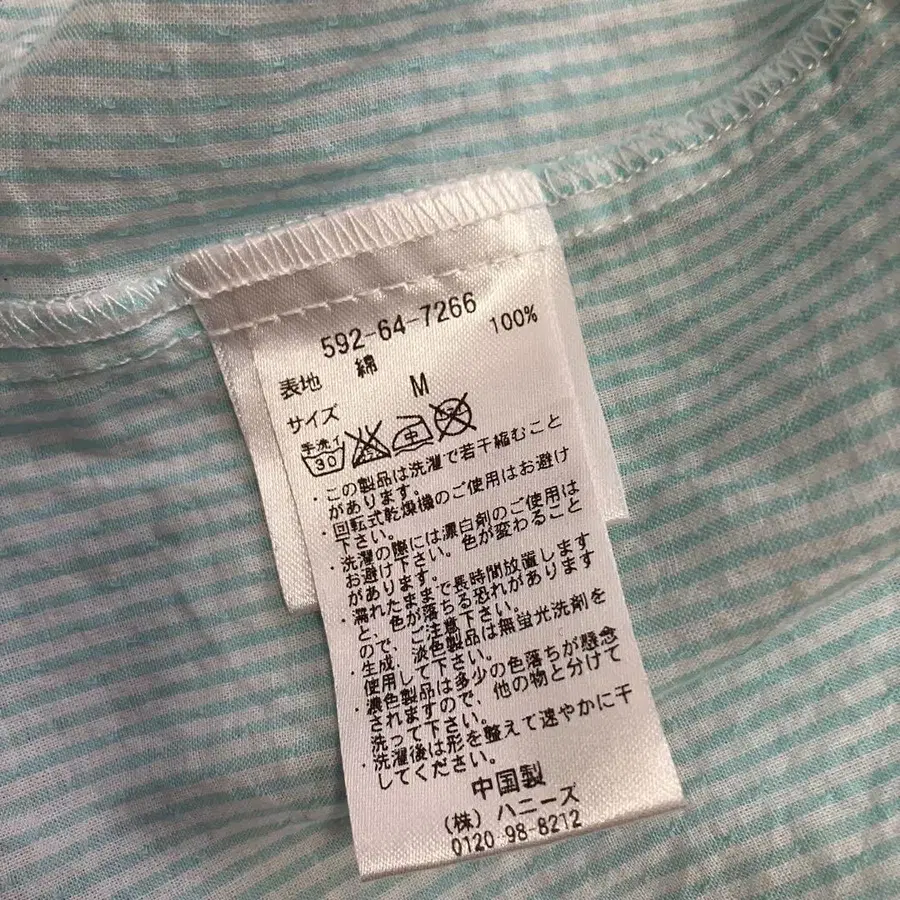 592-64-7266
表地 綿 100%
サイズ M
手洗イ
30 中
・この製品は洗濯で若干縮むこと
があります。
・回転式乾燥機のご使用はお避け
下さい。
・洗濯の際には漂白剤のご使用は
お避け下さい。色が変わること
があります。
・濡れたままで長時間放置します
と、色が落ちる恐れがあります
ので、ご注意下さい。
・生成、淡色製品は無蛍光洗剤を
使用して下さい。
・濃色製品は多少の色落ちが懸念
されますので、他の物と分けて
洗って下さい。
・洗濯後は形を整えて速やかに干
してください。
中国製
（株）ハニーズ
0120-98-8212